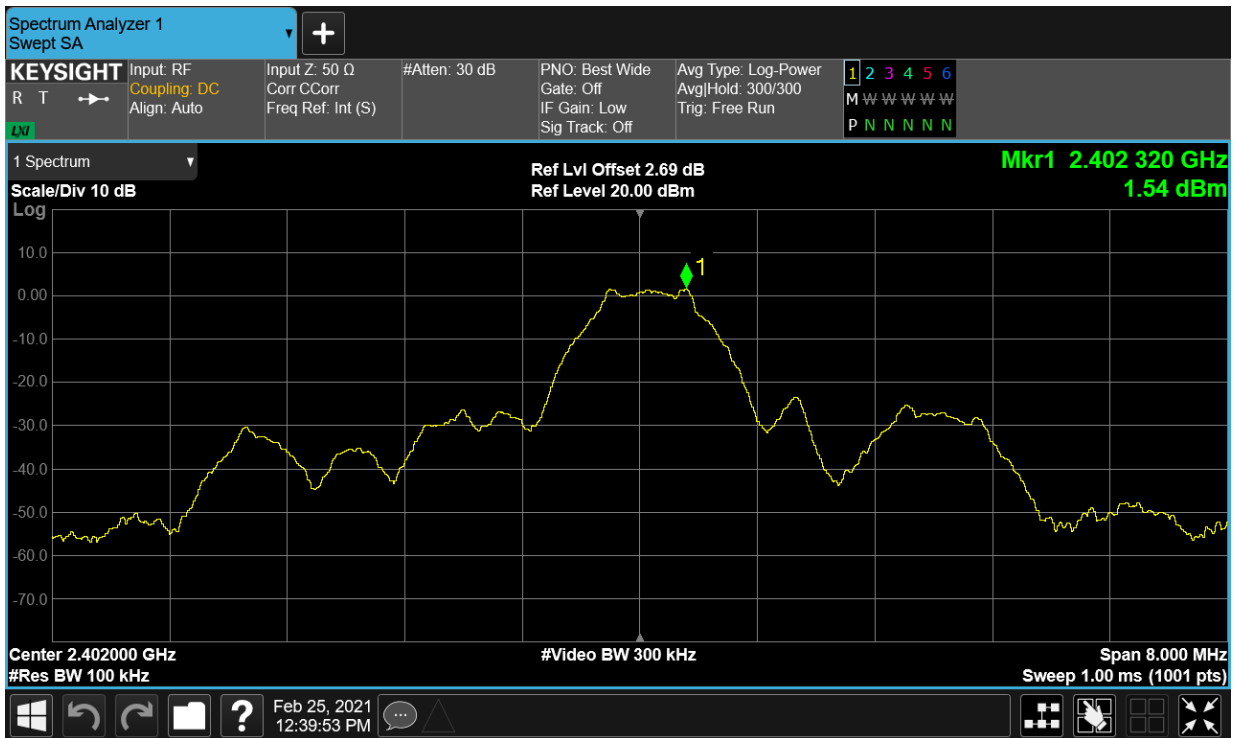 Spectrum Analyzer 1
Swept SA
KEYSIGHT
R T
LXI
Input: RF
Coupling: DC
Align: Auto
Input Z: 50 Ω
Corr CCorr
Freq Ref: Int (S)
#Atten: 30 dB
PNO: Best Wide
Gate: Off
IF Gain: Low
Sig Track: Off
Avg Type: Log-Power
Avg|Hold: 300/300
Trig: Free Run
1 2 3 4 5 6
M W W W W W
P N N N N N
1 Spectrum
Scale/Div 10 dB
Log
Ref Lvl Offset 2.69 dB
Ref Level 20.00 dBm
Mkr1 2.402 320 GHz
1.54 dBm
1
10.0
0.00
-10.0
-20.0
-30.0
-40.0
-50.0
-60.0
-70.0
Center 2.402000 GHz
#Res BW 100 kHz
#Video BW 300 kHz
Span 8.000 MHz
Sweep 1.00 ms (1001 pts)
?
Feb 25, 2021
12:39:53 PM